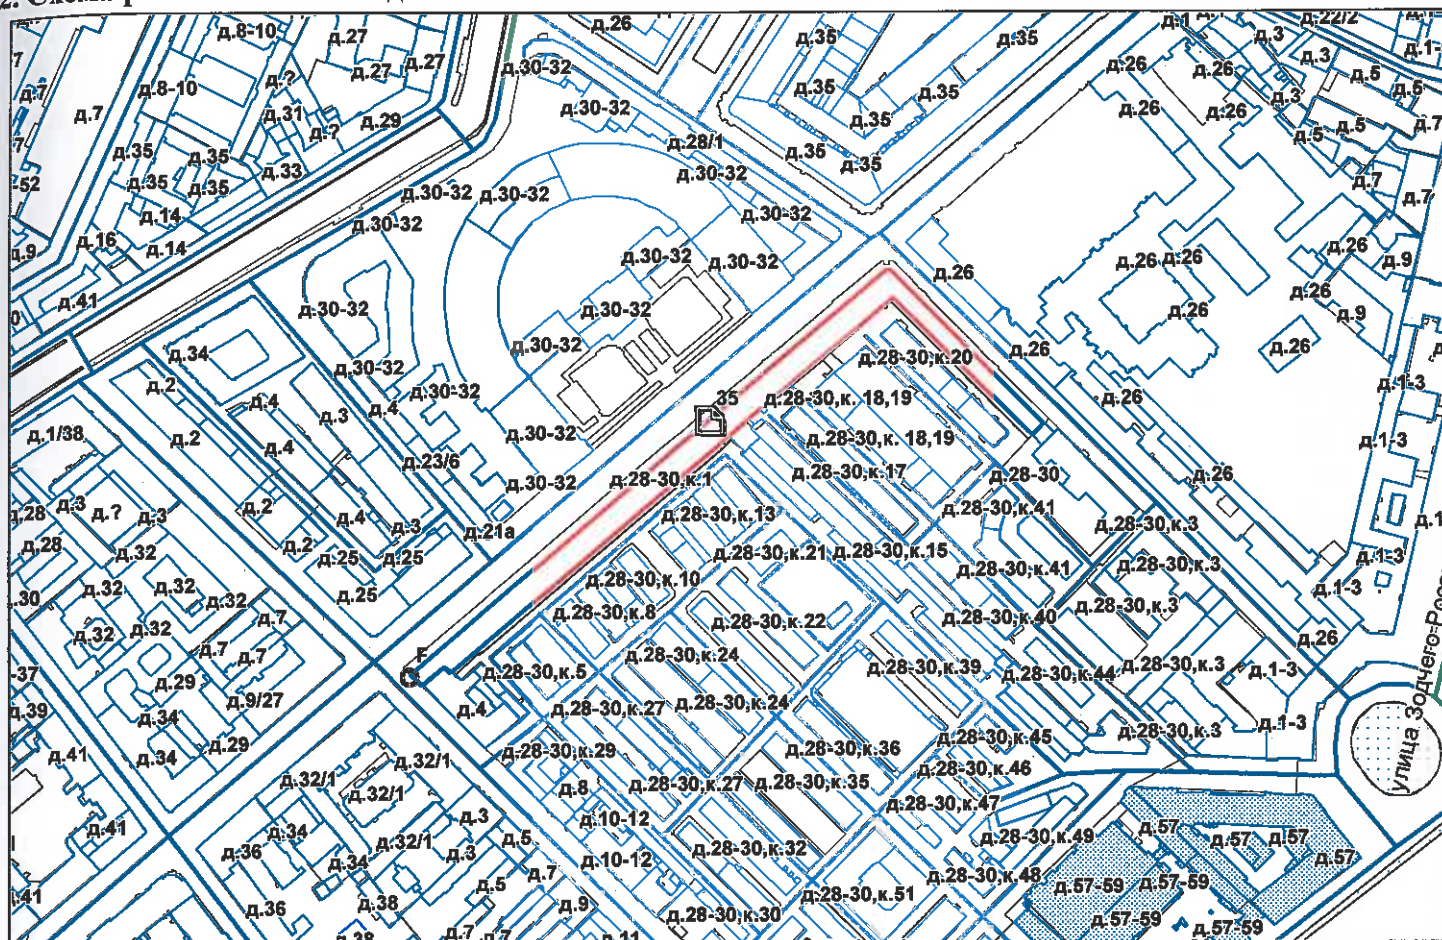 д.26
д.1
д.22/2
д.8-10
д.27
д.35
д.35
д.3
д.3
д.1-
д.27
д.27
д.30-32
д.26
д.26
д.5
д.5
д.7
д.8-10
д.?
д.35
д.35
д.3
д.7
д.31
д.30-32
д.26
д.26
д.?
д.29
д.35
д.5
д.5
д.7
д.35
д.35
д.33
д.28/1
д.35
д.35
д.35
д.35
д.30-32
д.7
д.7
д.30-32
д.30-32
д.14
д.30-32
д.30-32
д.9
д.16
д.14
д.26
д.9
д.30-32
д.30-32
д.26
д.26
д.26
д.41
д.30-32
д.30-32
д.26
д.26
д.9
д.34
д.30-32
д.28-30,к.20
д.26
д.26
д.2
д.30-32
д.30-32
д.1-3
д.4
д.3
д.4
35
д.28-30,к. 18,19
д.26
д.1/38
д.2
д.4
д.30-32
д.28-30,к. 18,19
д.1-3
д.23/6
д.28-30,к.17
д.28-30
д.26
д.30-32
д.28-30,к.1
д.28
д.3
д.?
д.3
д.2
д.4
д.3
д.21а
д.28-30,к.13
д.28-30,к.41
д.28-30,к.3
д.28
д.32
д.2
д.25
д.25
д.28-30,к.21
д.28-30,к.15
д.28-30,к.41
д.28-30,к.3
д.1-3
д.30
д.32
д.32
д.32
д.25
д.28-30,к.10
д.28-30,к.8
д.28-30,к.22
д.28-30,к.40
д.28-30,к.3
д.1-3
д.32
д.32
д.7
д.7
д.7
д.26
F
д.28-30,к.24
д.28-30,к.39
д.28-30,к.44
д.28-30,к.3
д.1-3
-37
д.29
д.28-30,к.5
д.39
д.34
д.9/27
д.4
д.28-30,к.27
д.28-30,к.24
д.28-30,к.45
д.28-30,к.3
д.1-3
д.41
д.34
д.29
д.32/1
д.28-30,к.29
д.28-30,к.36
д.28-30,к.46
д.32/1
д.32/1
д.8
д.28-30,к.27
д.28-30,к.35
д.28-30,к.47
д.41
д.34
д.3
д.10-12
д.28-30,к.49
д.57
д.57
д.57
д.57
д.36
д.34
д.32/1
д.3
д.5
д.10-12
д.28-30,к.32
д.28-30,к.48
д.57-59
д.57-59
д.41
д.36
д.38
д.5
д.7
д.9
д.28-30,к.30
д.28-30,к.51
д.57-59
д.57-59
д.38
д.7
д.7
д.11
улица Зодчего Росс